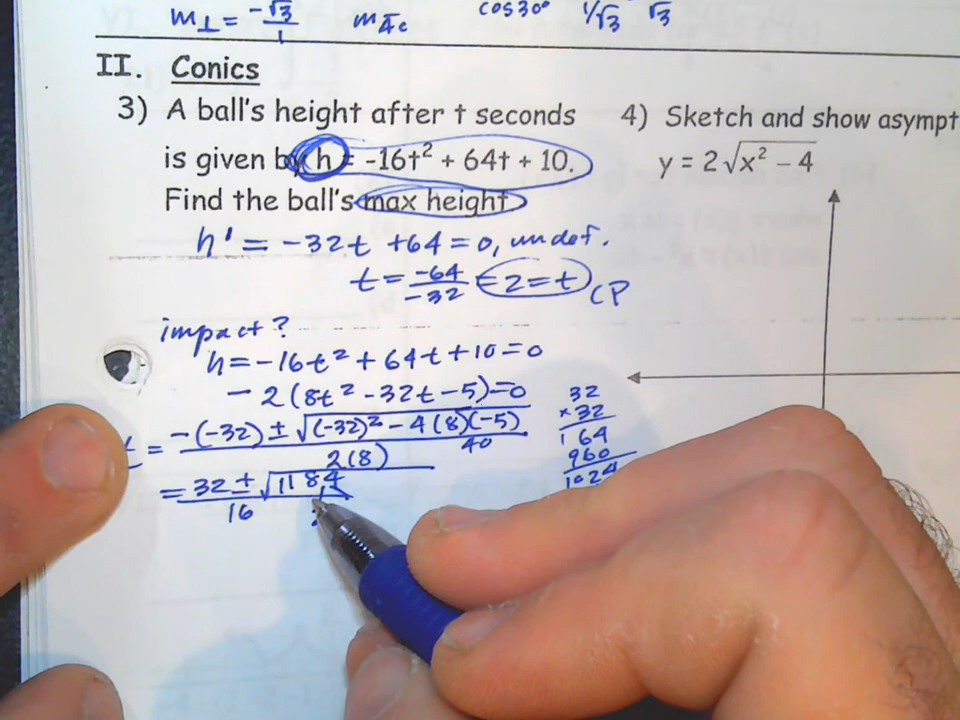 m⊥ = -√3/1 m cos30° 1/√3 √3
II. Conics
3) A ball's height after t seconds
is given by h = -16t² + 64t + 10.
Find the ball's max height.
h' = -32t + 64 = 0, undef.
t = -64/-32 = 2 = t CP
impact?
h = -16t² + 64t + 10 = 0
-2(8t² - 32t - 5) = 0
t = -(-32) ± √(-32)² - 4(8)(-5) / 2(8)
40
= 32 ± √1184 / 16
32
×32
164
960
1024
4) Sketch and show asympt
y = 2√x² - 4